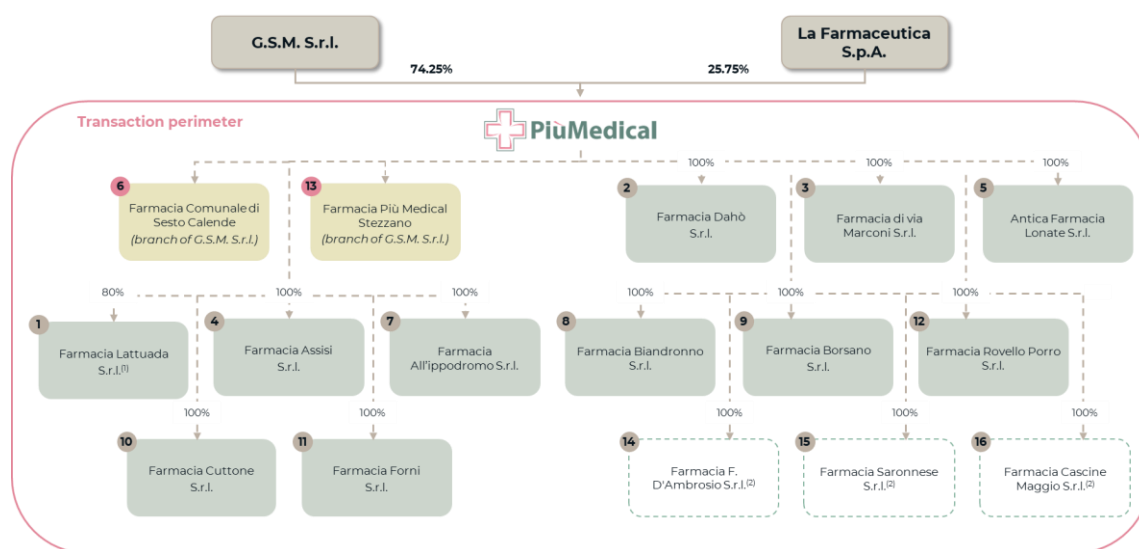 G.S.M. S.r.l.
La Farmaceutica
S.p.A.
74.25%
25.75%
Transaction perimeter
PiùMedical
100%
100%
100%
6
Farmacia Comunale di
Sesto Calende
(branch of G.S.M. S.r.l.)
13
Farmacia Più Medical
Stezzano
(branch of G.S.M. S.r.l.)
2
Farmacia Dahò
S.r.l.
3
Farmacia di via
Marconi S.r.l.
5
Antica Farmacia
Lonate S.r.l.
80%
100%
100%
100%
100%
100%
1
Farmacia Lattuada
S.r.l.(1)
4
Farmacia Assisi
S.r.l.
7
Farmacia
All'ippodromo S.r.l.
8
Farmacia Biandronno
S.r.l.
9
Farmacia Borsano
S.r.l.
12
Farmacia Rovello Porro
S.r.l.
100%
100%
100%
100%
100%
10
Farmacia Cuttone
S.r.l.
11
Farmacia Forni
S.r.l.
14
Farmacia F.
D'Ambrosio S.r.l.(2)
15
Farmacia Saronnese
S.r.l.(2)
16
Farmacia Cascine
Maggio S.r.l.(2)